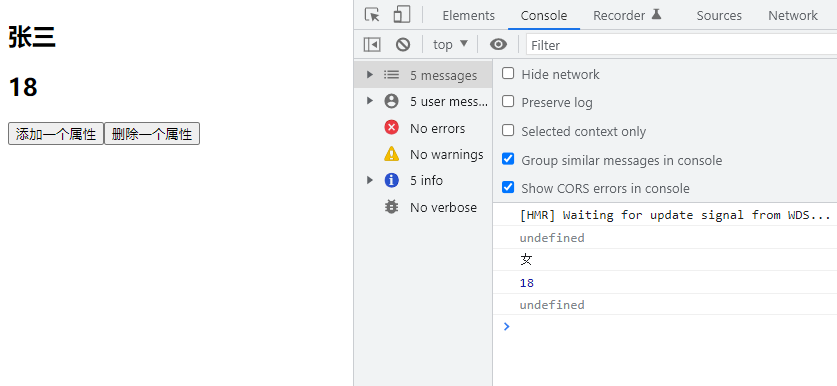 张三
18
添加一个属性 删除一个属性
Elements Console Recorder Sources Network
top Filter
5 messages
5 user mess...
No errors
No warnings
5 info
No verbose
Hide network
Preserve log
Selected context only
Group similar messages in console
Show CORS errors in console
[HMR] Waiting for update signal from WDS...
undefined
女
18
undefined